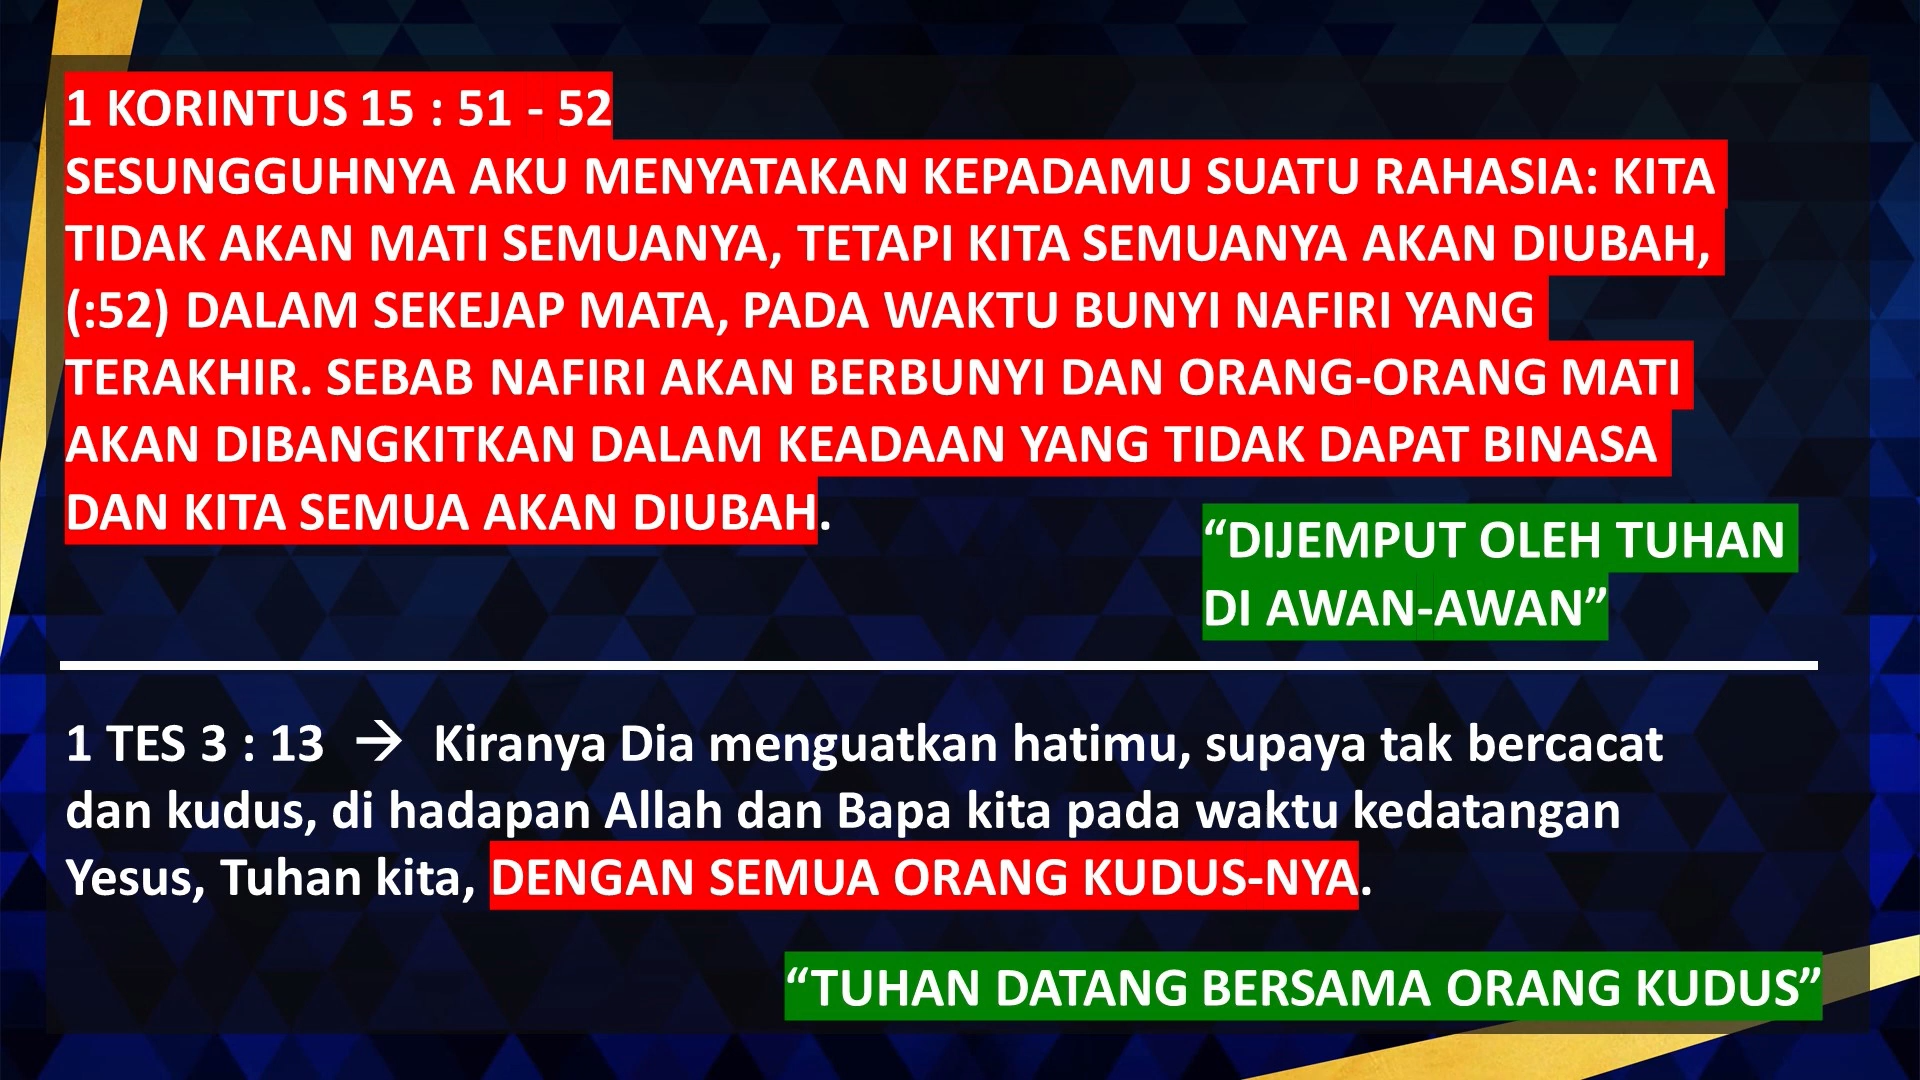 1 KORINTUS 15 : 51 - 52
SESUNGGUHNYA AKU MENYATAKAN KEPADAMU SUATU RAHASIA: KITA
TIDAK AKAN MATI SEMUANYA, TETAPI KITA SEMUANYA AKAN DIUBAH,
(:52) DALAM SEKEJAP MATA, PADA WAKTU BUNYI NAFIRI YANG
TERAKHIR. SEBAB NAFIRI AKAN BERBUNYI DAN ORANG-ORANG MATI
AKAN DIBANGKITKAN DALAM KEADAAN YANG TIDAK DAPAT BINASA
DAN KITA SEMUA AKAN DIUBAH.
“DIJEMPUT OLEH TUHAN
DI AWAN-AWAN”
1 TES 3 : 13 → Kiranya Dia menguatkan hatimu, supaya tak bercacat
dan kudus, di hadapan Allah dan Bapa kita pada waktu kedatangan
Yesus, Tuhan kita, DENGAN SEMUA ORANG KUDUS-NYA.
“TUHAN DATANG BERSAMA ORANG KUDUS”